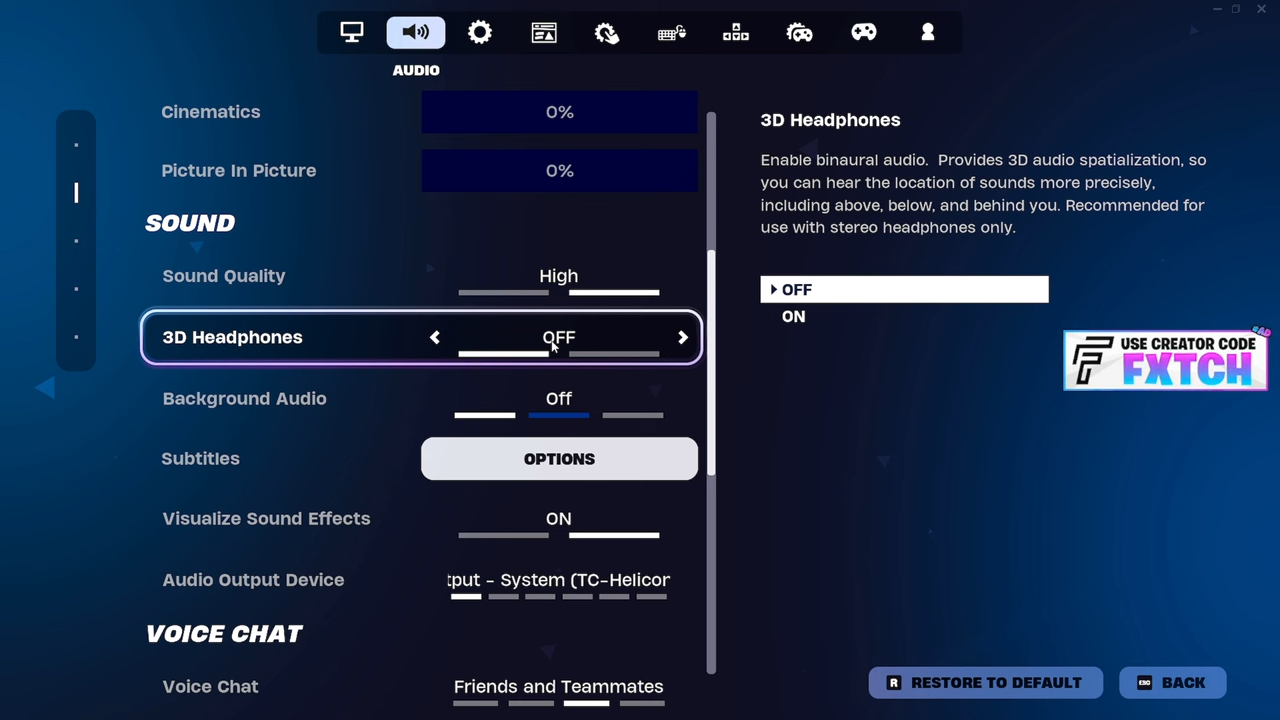 AUDIO
Cinematics
0%
Picture In Picture
0%
SOUND
Sound Quality
High
3D Headphones
OFF
Background Audio
Off
Subtitles
OPTIONS
Visualize Sound Effects
ON
Audio Output Device
tput - System (TC-Helicor
VOICE CHAT
Voice Chat
Friends and Teammates
3D Headphones
Enable binaural audio.  Provides 3D audio spatialization, so
you can hear the location of sounds more precisely,
including above, below, and behind you. Recommended for
use with stereo headphones only.
OFF
ON
#AD
USE CREATOR CODE
FXTCH
R RESTORE TO DEFAULT
ESC BACK